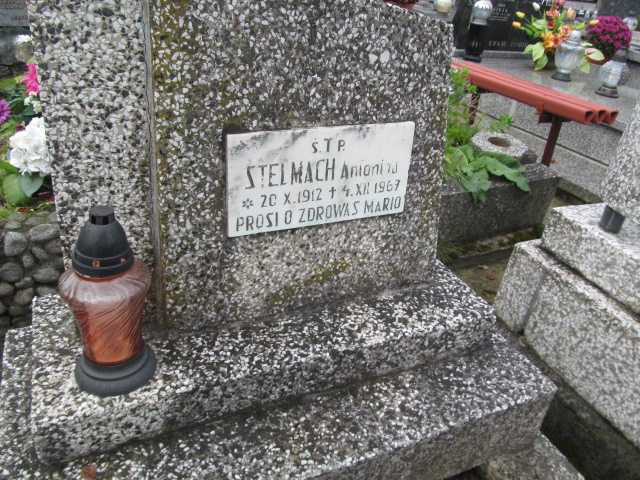 Ś.T P.
STELMACH Antonina
* 20 X.1912 + 4.XII 1967
PROSI O ZDROWAŚ MARIO